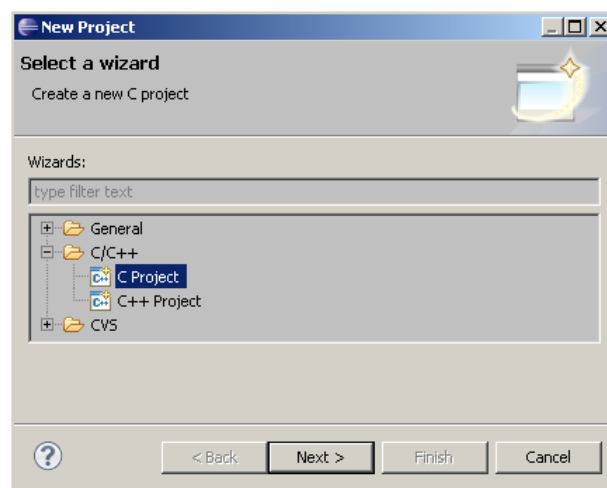 New Project
Select a wizard
Create a new C project
Wizards:
type filter text
General
C/C++
C Project
C++ Project
CVS
< Back
Next >
Finish
Cancel